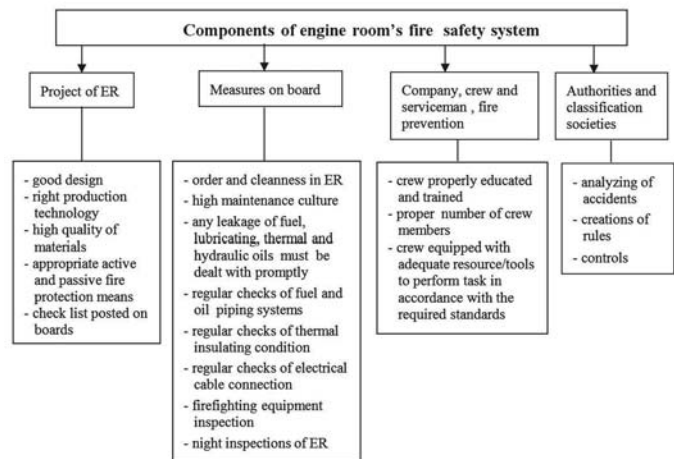 Components of engine room's fire safety system
Project of ER
- good design
- right production
technology
- high quality of
materials
- appropriate active
and passive fire
protection means
- check list posted on
boards
Measures on board
- order and cleanness in ER
- high maintenance culture
- any leakage of fuel,
lubricating, thermal and
hydraulic oils must be
dealt with promptly
- regular checks of fuel and
oil piping systems
- regular checks of thermal
insulating condition
- regular checks of electrical
cable connection
- firefighting equipment
inspection
- night inspections of ER
Company, crew and
serviceman , fire
prevention
- crew properly educated
and trained
- proper number of crew
members
- crew equipped with
adequate resource/tools
to perform task in
accordance with the
required standards
Authorities and
classification
societies
- analyzing of
accidents
- creations of
rules
- controls